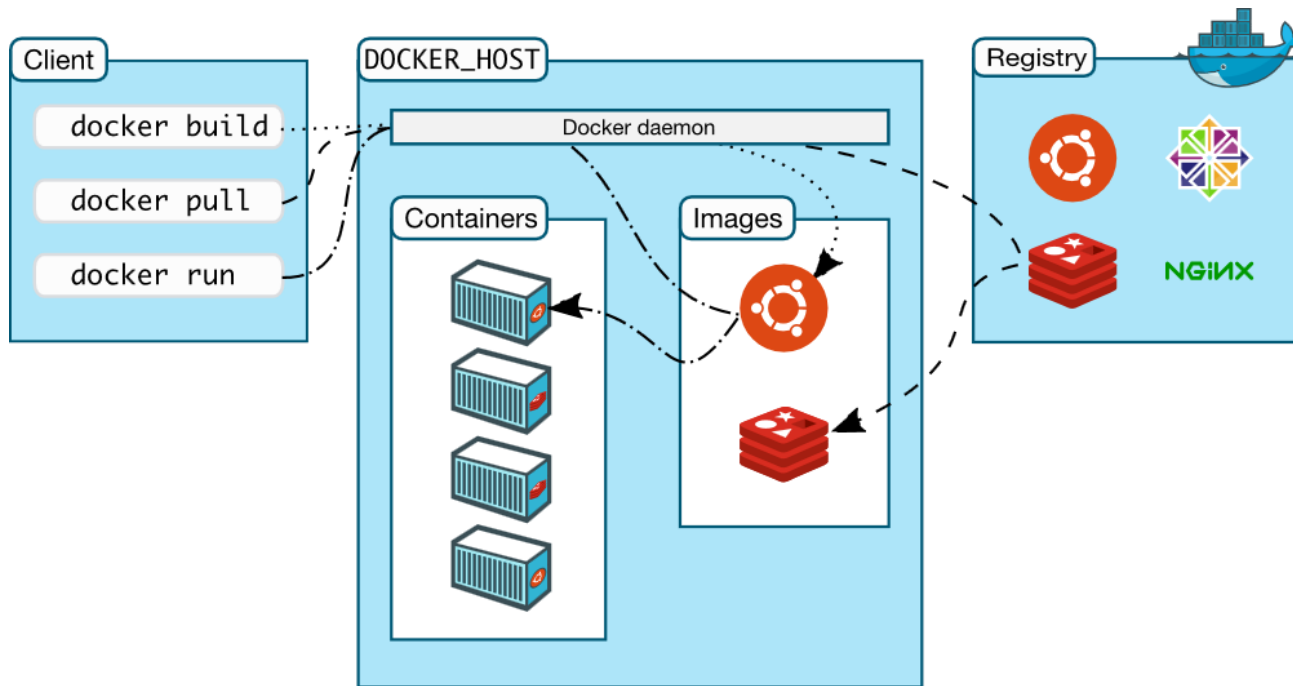 Client
docker build
docker pull
docker run
DOCKER_HOST
Docker daemon
Containers
Images
Registry
NGiNX